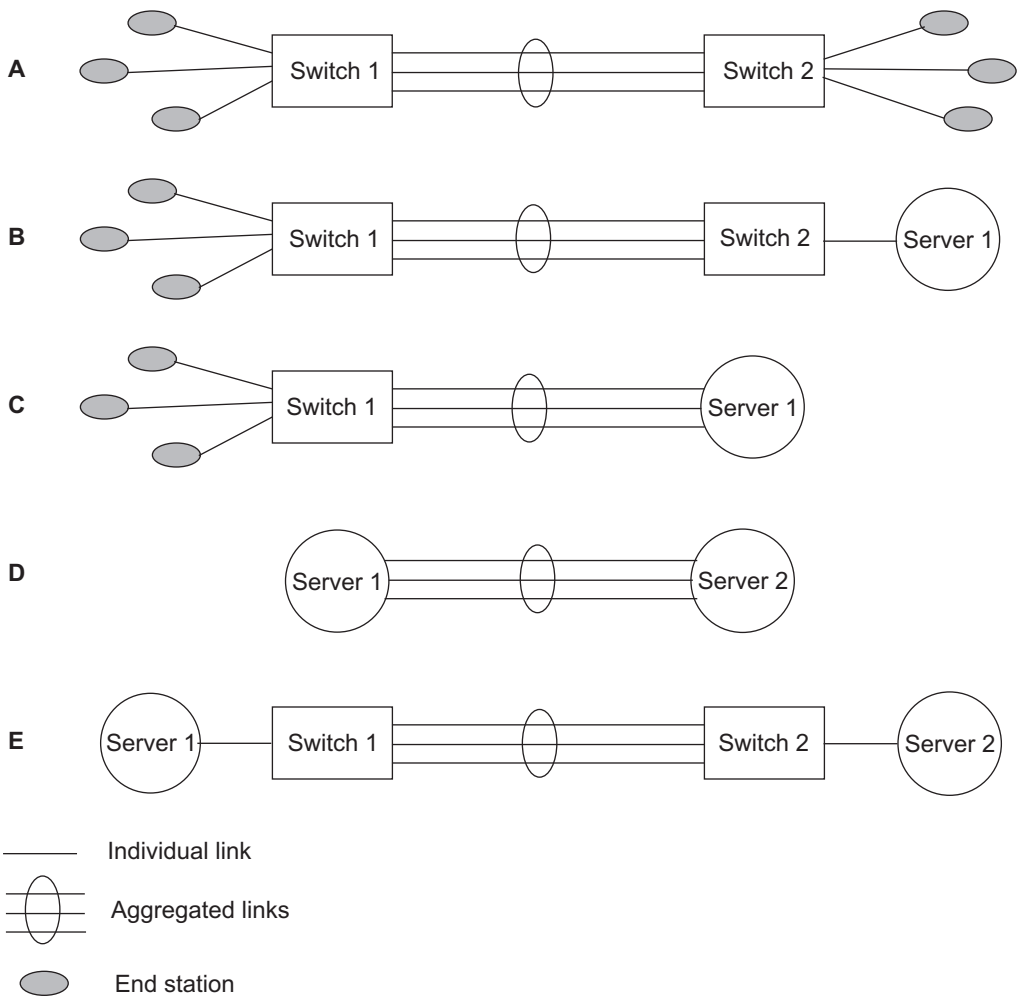 A Switch 1 Switch 2
B Switch 1 Switch 2 Server 1
C Switch 1 Server 1
D Server 1 Server 2
E Server 1 Switch 1 Switch 2 Server 2
Individual link
Aggregated links
End station